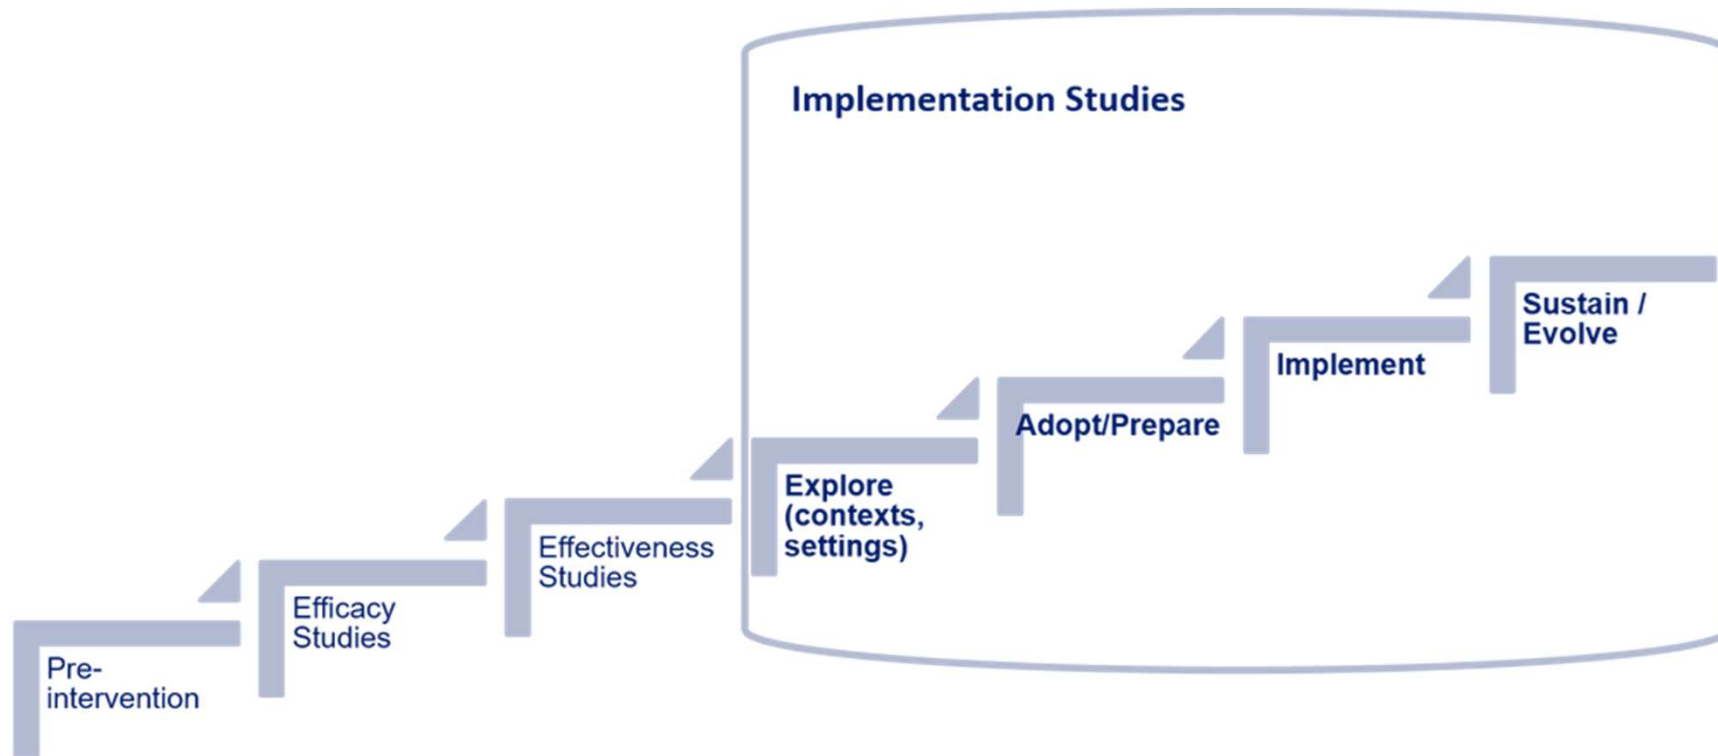 Implementation Studies
Pre-
intervention
Efficacy
Studies
Effectiveness
Studies
Explore
(contexts,
settings)
Adopt/Prepare
Implement
Sustain /
Evolve